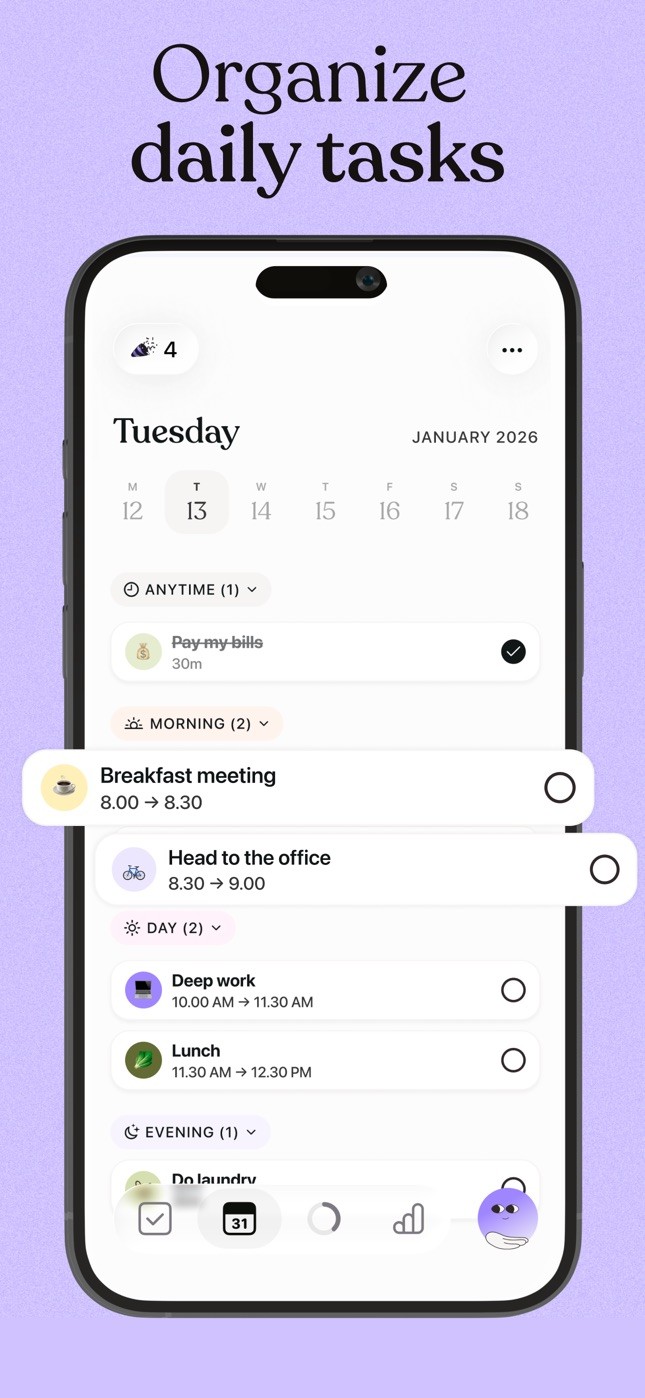 Organize
daily tasks
4
Tuesday
JANUARY 2026
M T W T F S S
12 13 14 15 16 17 18
ANYTIME (1)
Pay my bills
30m
MORNING (2)
Breakfast meeting
8.00 → 8.30
Head to the office
8.30 → 9.00
DAY (2)
Deep work
10.00 AM → 11.30 AM
Lunch
11.30 AM → 12.30 PM
EVENING (1)
Do laundry
31